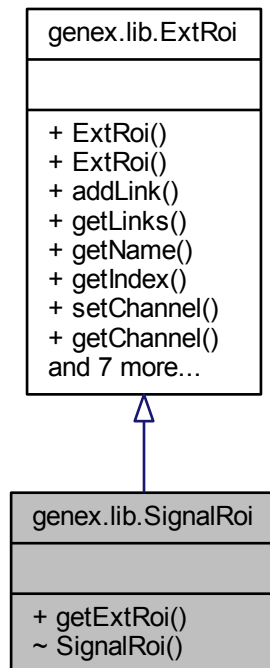 genex.lib.ExtRoi
+ ExtRoi()
+ ExtRoi()
+ addLink()
+ getLinks()
+ getName()
+ getIndex()
+ setChannel()
+ getChannel()
and 7 more...
genex.lib.SignalRoi
+ getExtRoi()
~ SignalRoi()